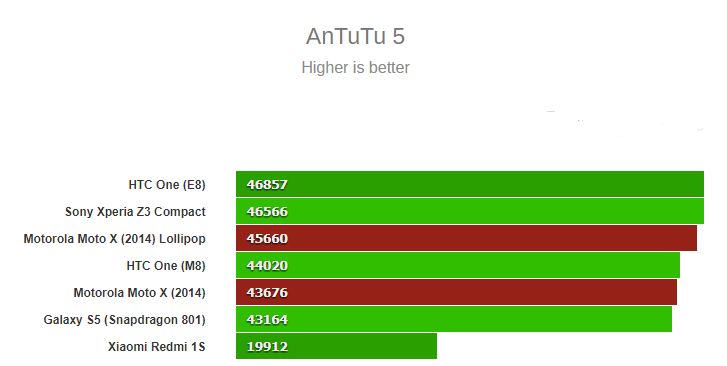 AnTuTu 5
Higher is better
HTC One (E8) 46857
Sony Xperia Z3 Compact 46566
Motorola Moto X (2014) Lollipop 45660
HTC One (M8) 44020
Motorola Moto X (2014) 43676
Galaxy S5 (Snapdragon 801) 43164
Xiaomi Redmi 1S 19912